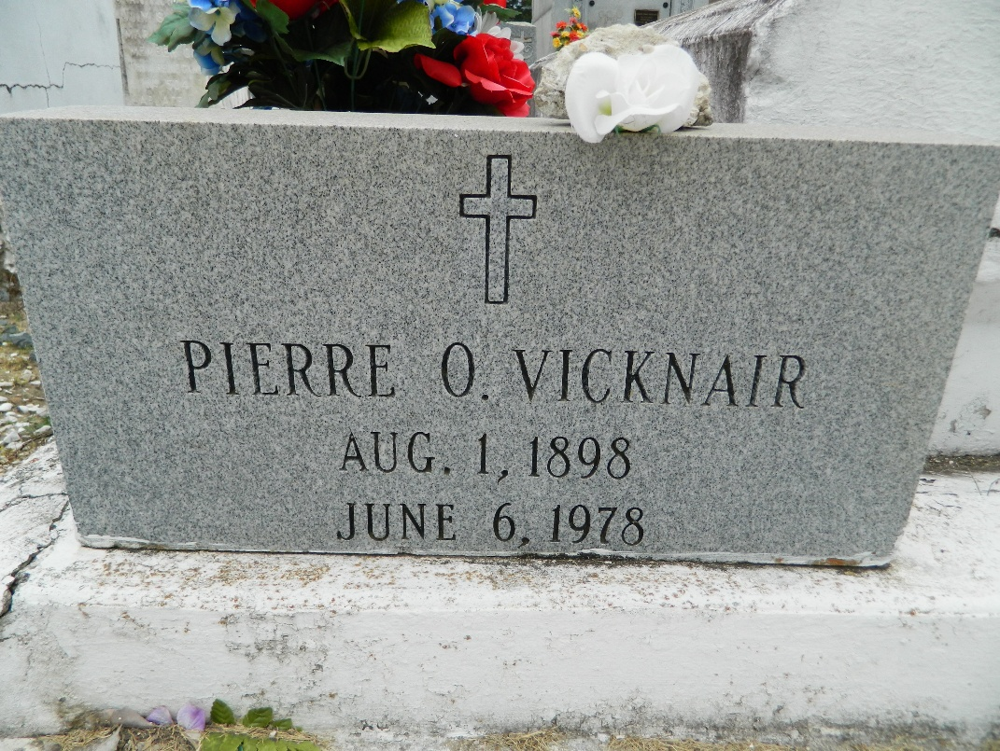 PIERRE O. VICKNAIR
AUG. 1, 1898
JUNE 6, 1978